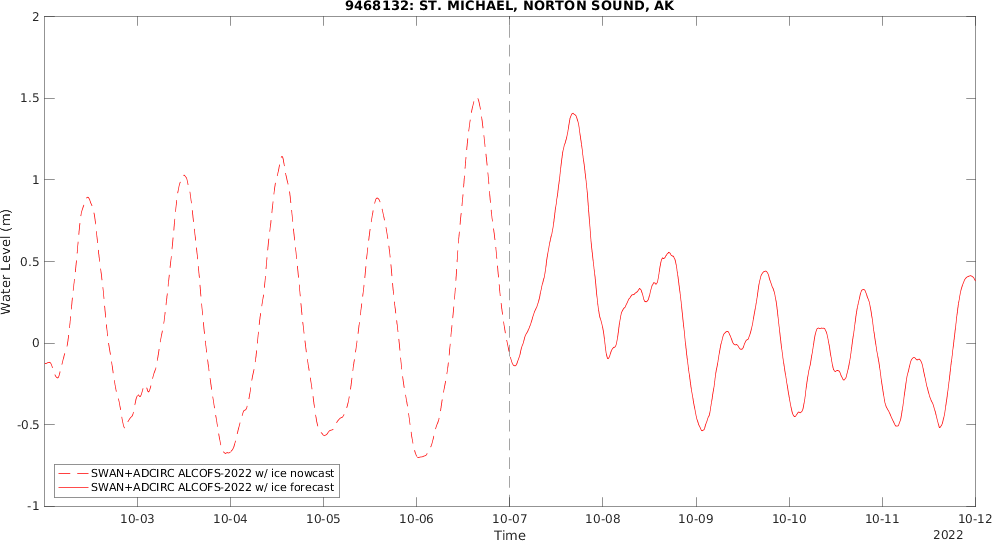 9468132: ST. MICHAEL, NORTON SOUND, AK
2
1.5
1
0.5
0
-0.5
-1
Water Level (m)
SWAN+ADCIRC ALCOFS-2022 w/ ice nowcast
SWAN+ADCIRC ALCOFS-2022 w/ ice forecast
10-03 10-04 10-05 10-06 10-07 10-08 10-09 10-10 10-11 10-12
Time
2022